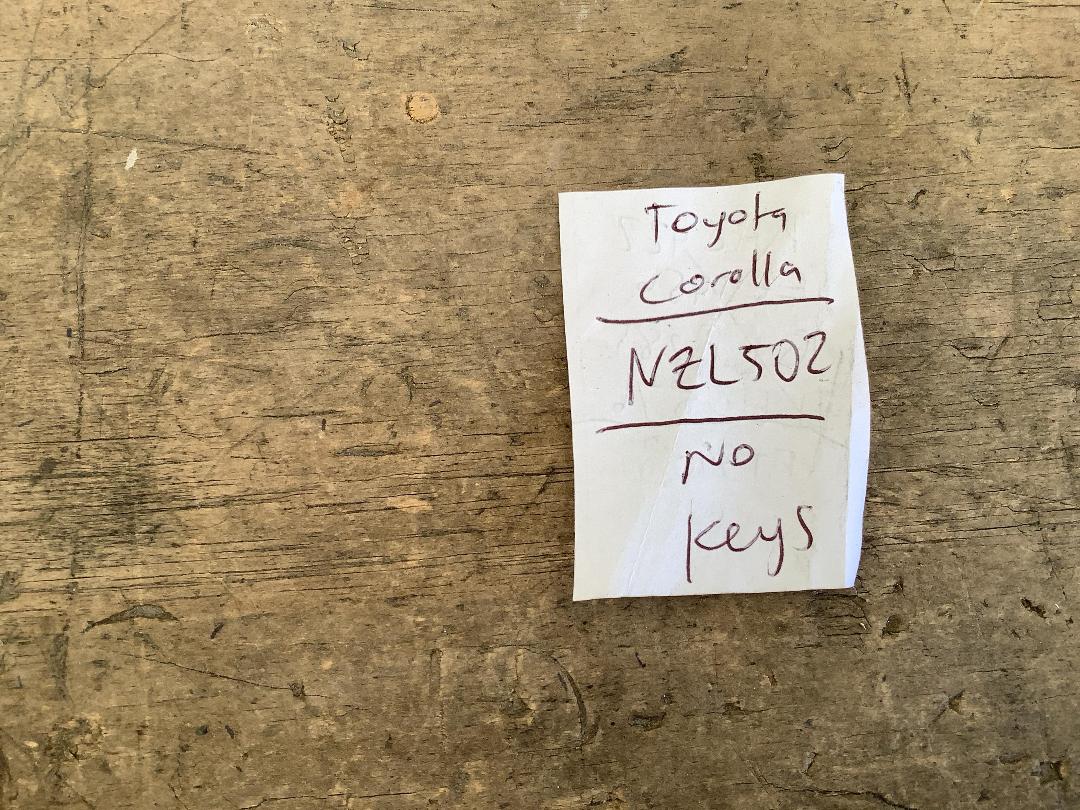 Toyota
Corolla
NZL502
No
keys